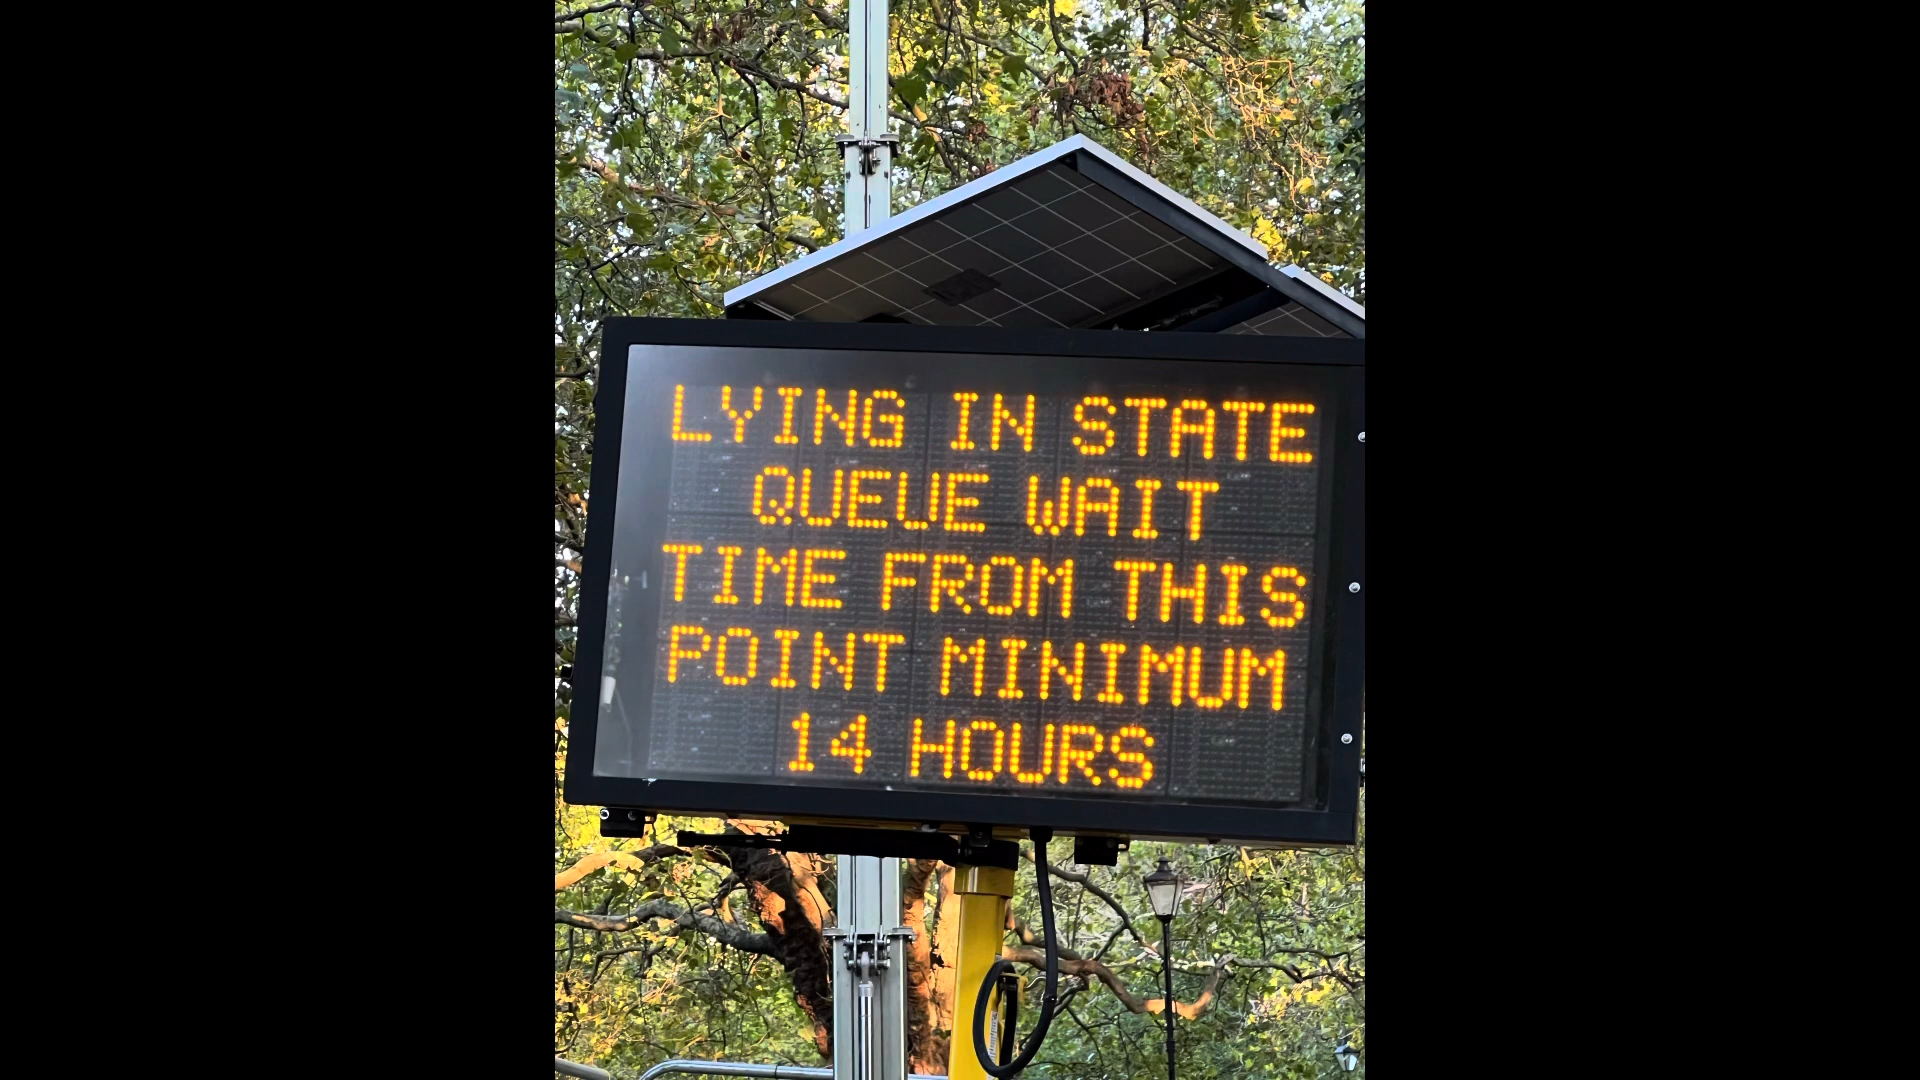 LYING IN STATE
QUEUE WAIT
TIME FROM THIS
POINT MINIMUM
14 HOURS